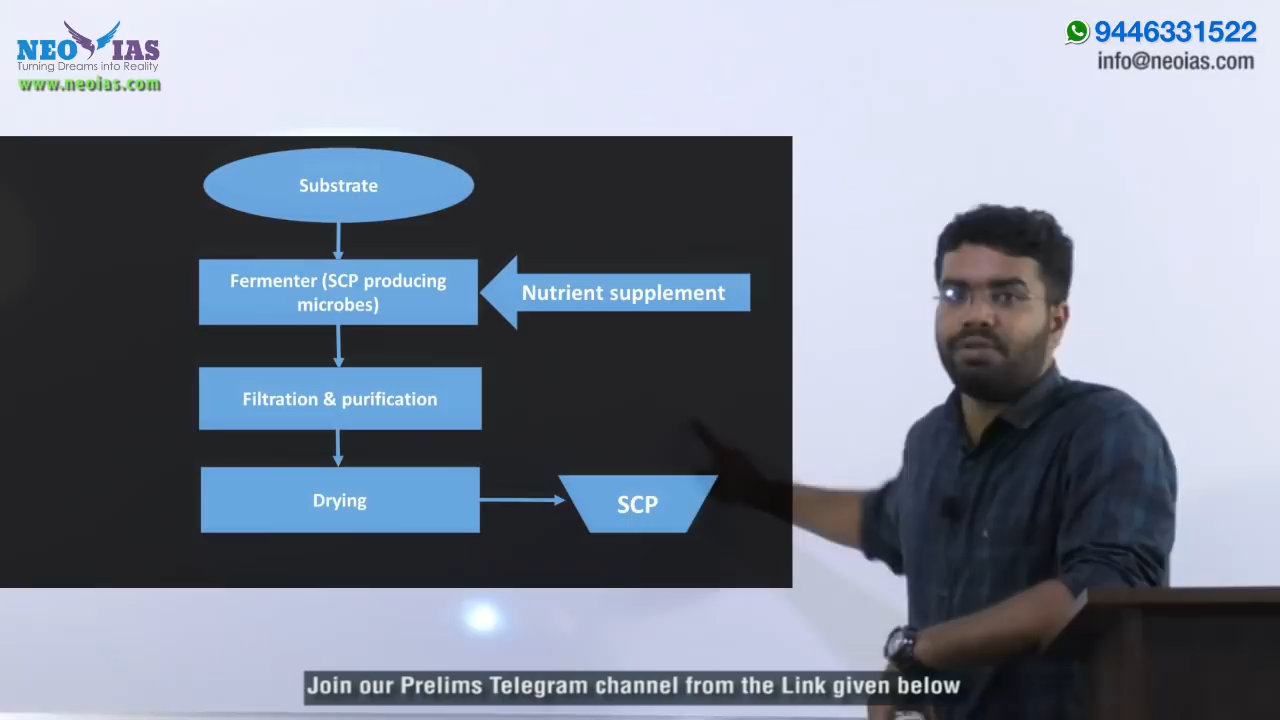 NEO IAS
Turning Dreams into Reality
www.neoias.com
9446331522
info@neoias.com
Substrate
Fermenter (SCP producing
microbes)
Nutrient supplement
Filtration & purification
Drying
SCP
Join our Prelims Telegram channel from the Link given below